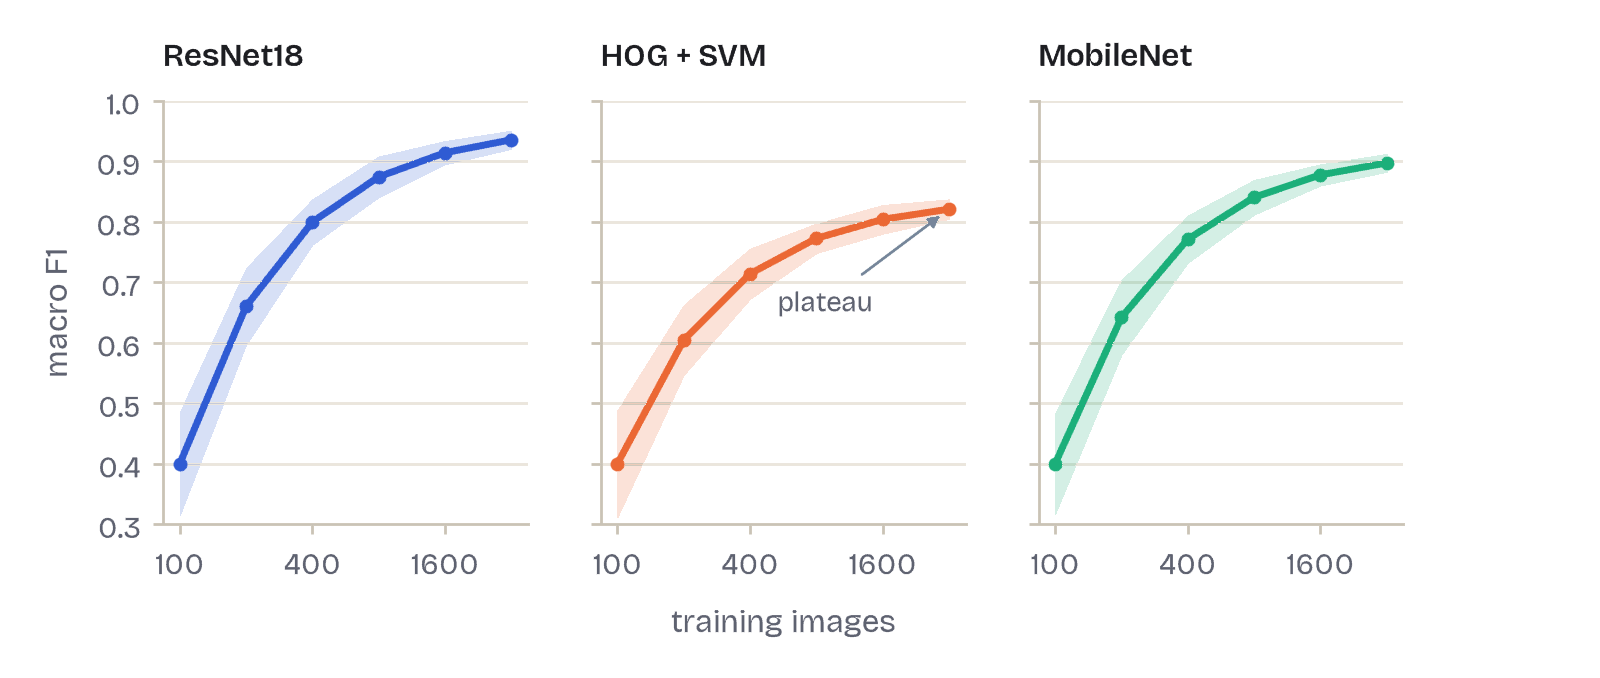 ResNet18
HOG + SVM
MobileNet
macro F1
1.0
0.9
0.8
0.7
0.6
0.5
0.4
0.3
plateau
100 400 1600
100 400 1600
100 400 1600
training images